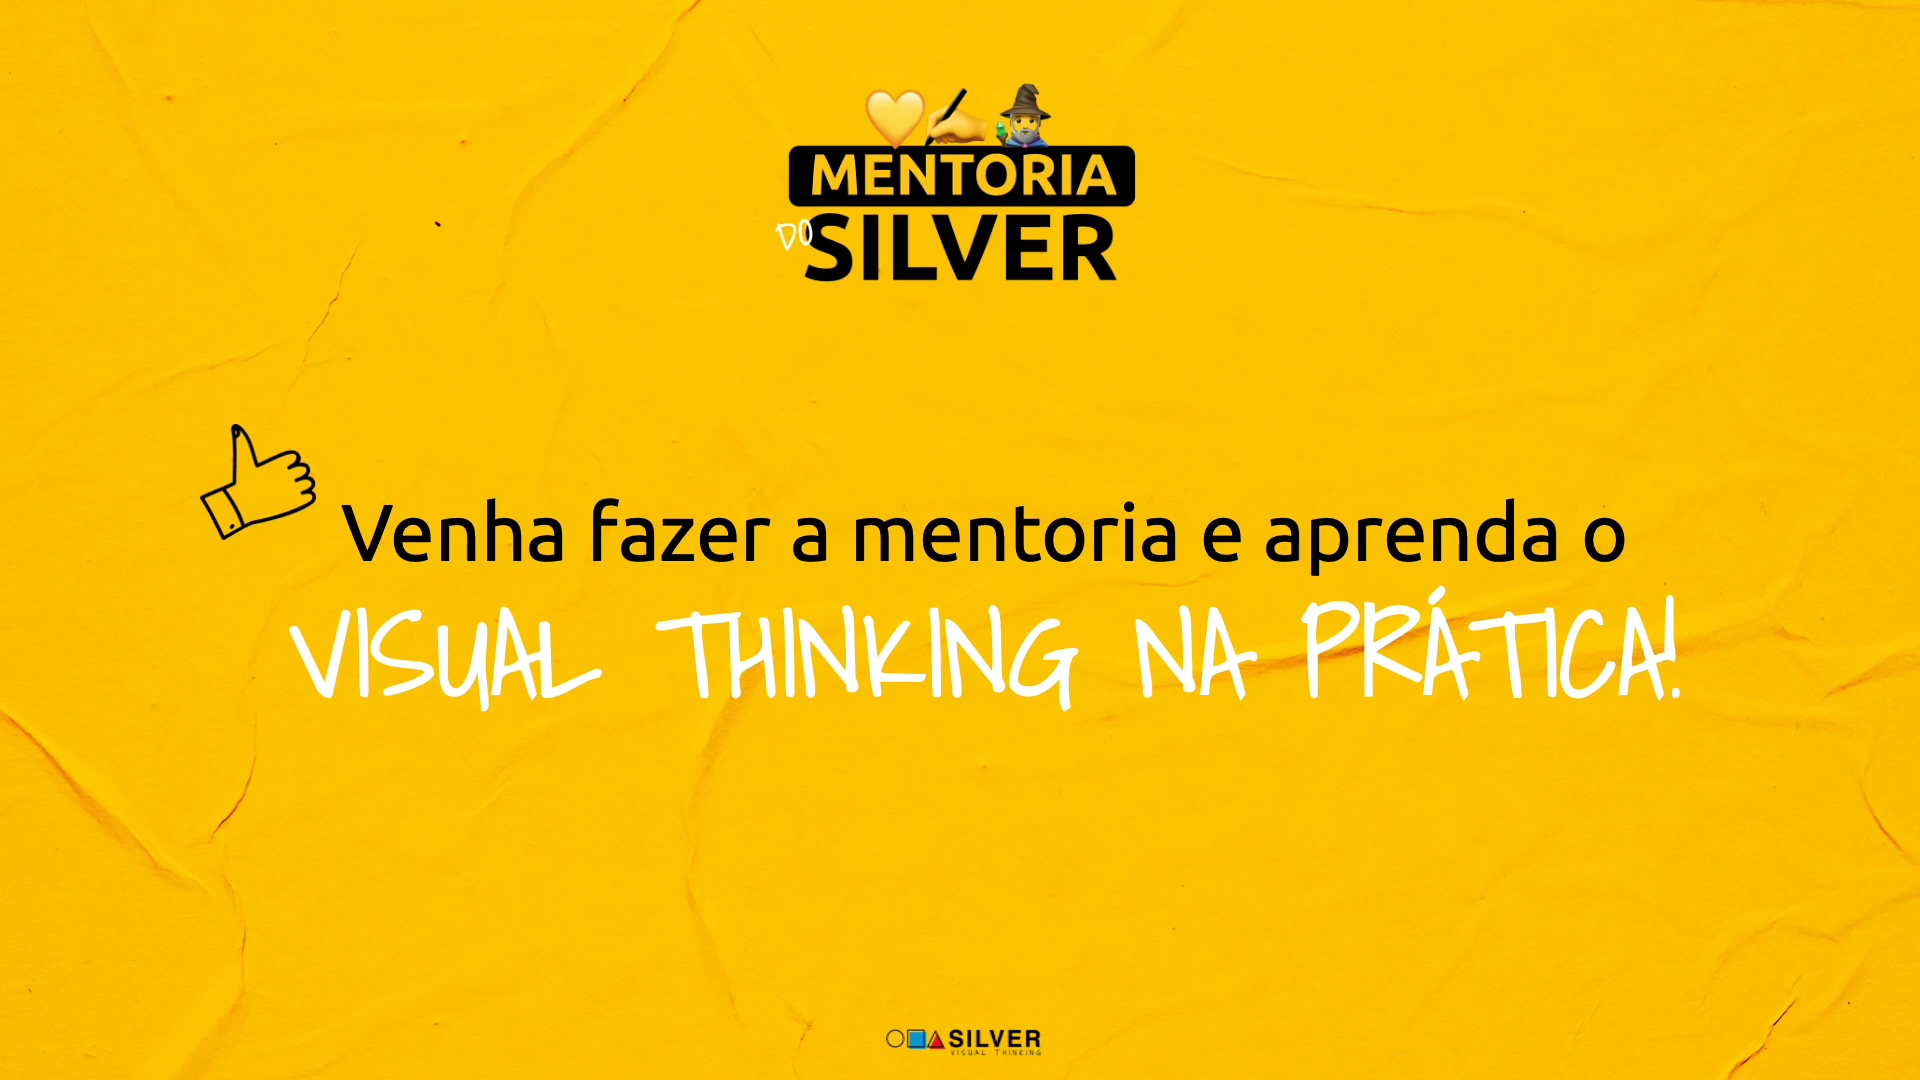 MENTORIA
DO SILVER
Venha fazer a mentoria e aprenda o
VISUAL THINKING NA PRÁTICA!
SILVER
VISUAL THINKING